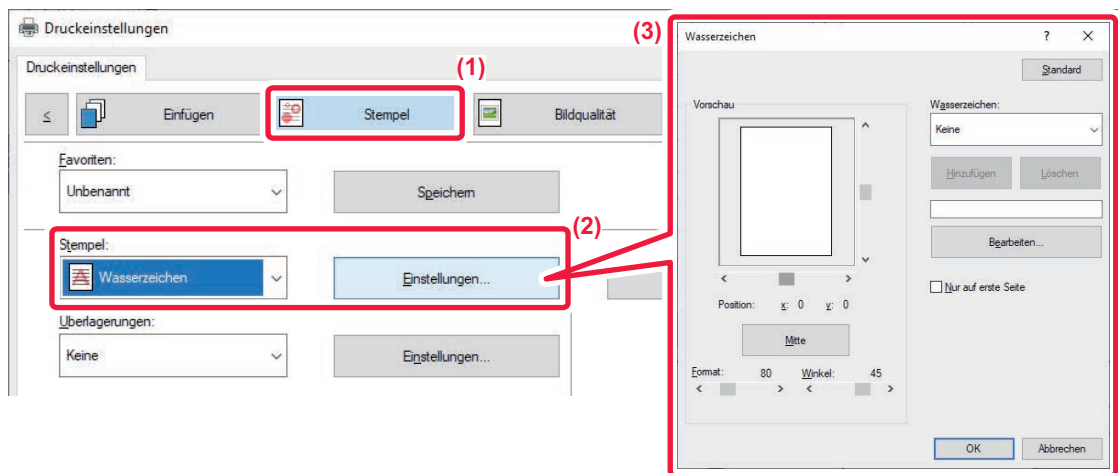 Druckeinstellungen
Druckeinstellungen
(1)
< Einfügen Stempel Bildqualität
Favoriten:
Unbenannt Speichern
(2)
Stempel:
Wasserzeichen Einstellungen...
Überlagerungen:
Keine Einstellungen...
(3)
Wasserzeichen ? X
Standard
Vorschau
Wasserzeichen:
Keine
Hinzufügen Löschen
Bearbeiten...
Nur auf erste Seite
Position: x: 0 y: 0
Mitte
Format: 80 Winkel: 45
OK Abbrechen